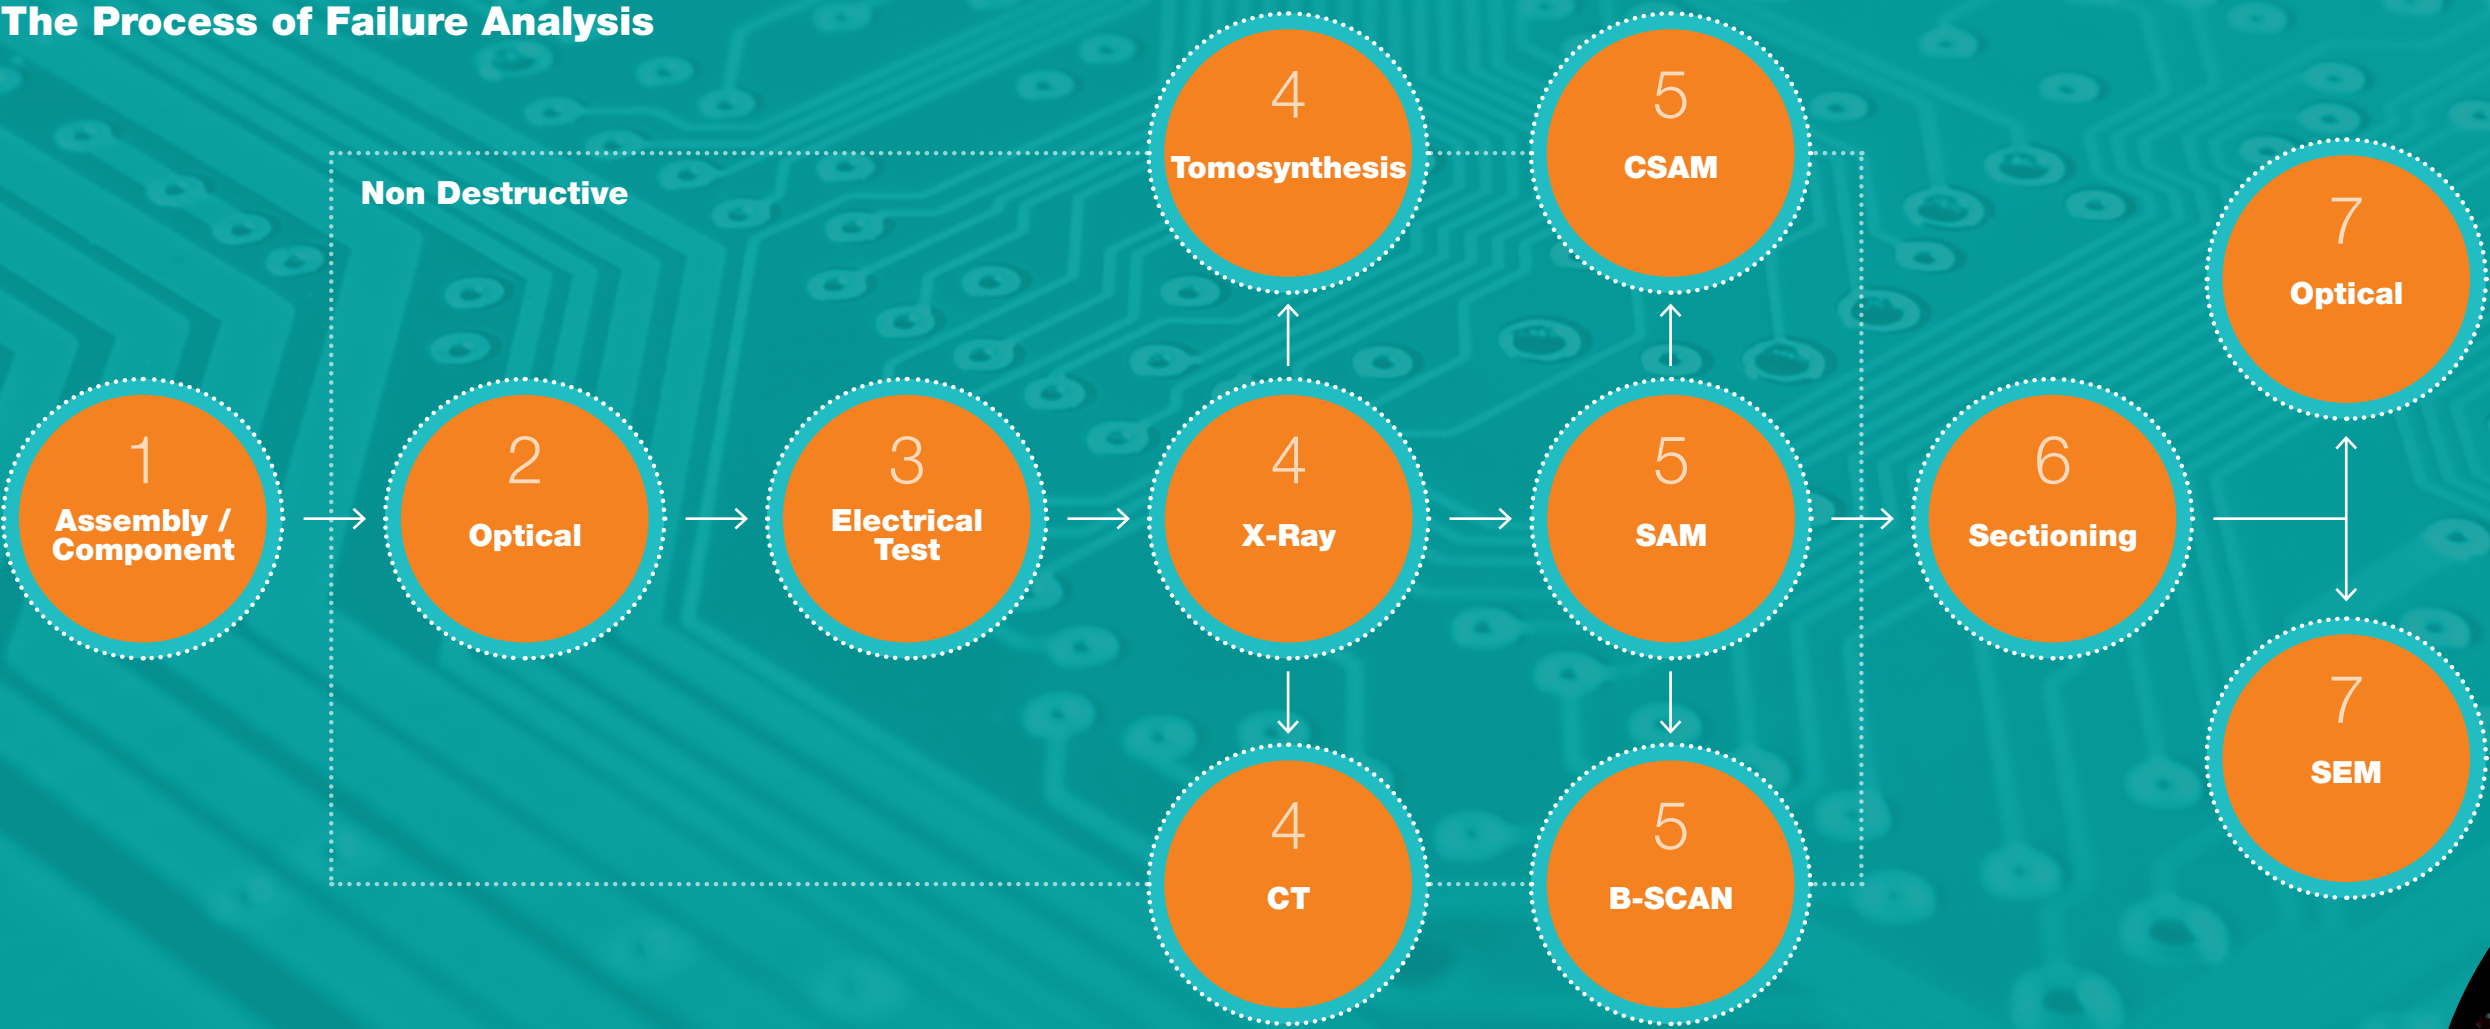 The Process of Failure Analysis
Non Destructive
1
Assembly /
Component
2
Optical
3
Electrical
Test
4
Tomosynthesis
4
X-Ray
4
CT
5
CSAM
5
SAM
5
B-SCAN
6
Sectioning
7
Optical
7
SEM